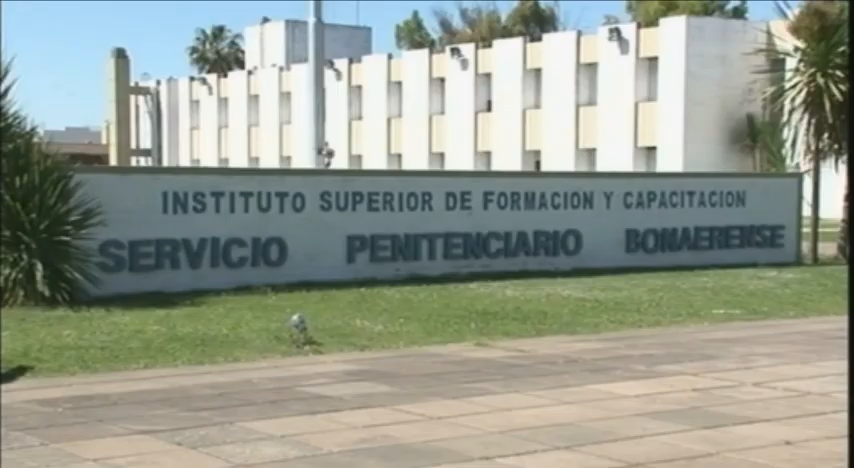 INSTITUTO SUPERIOR DE FORMACION Y CAPACITACION
SERVICIO PENITENCIARIO BONAERENSE